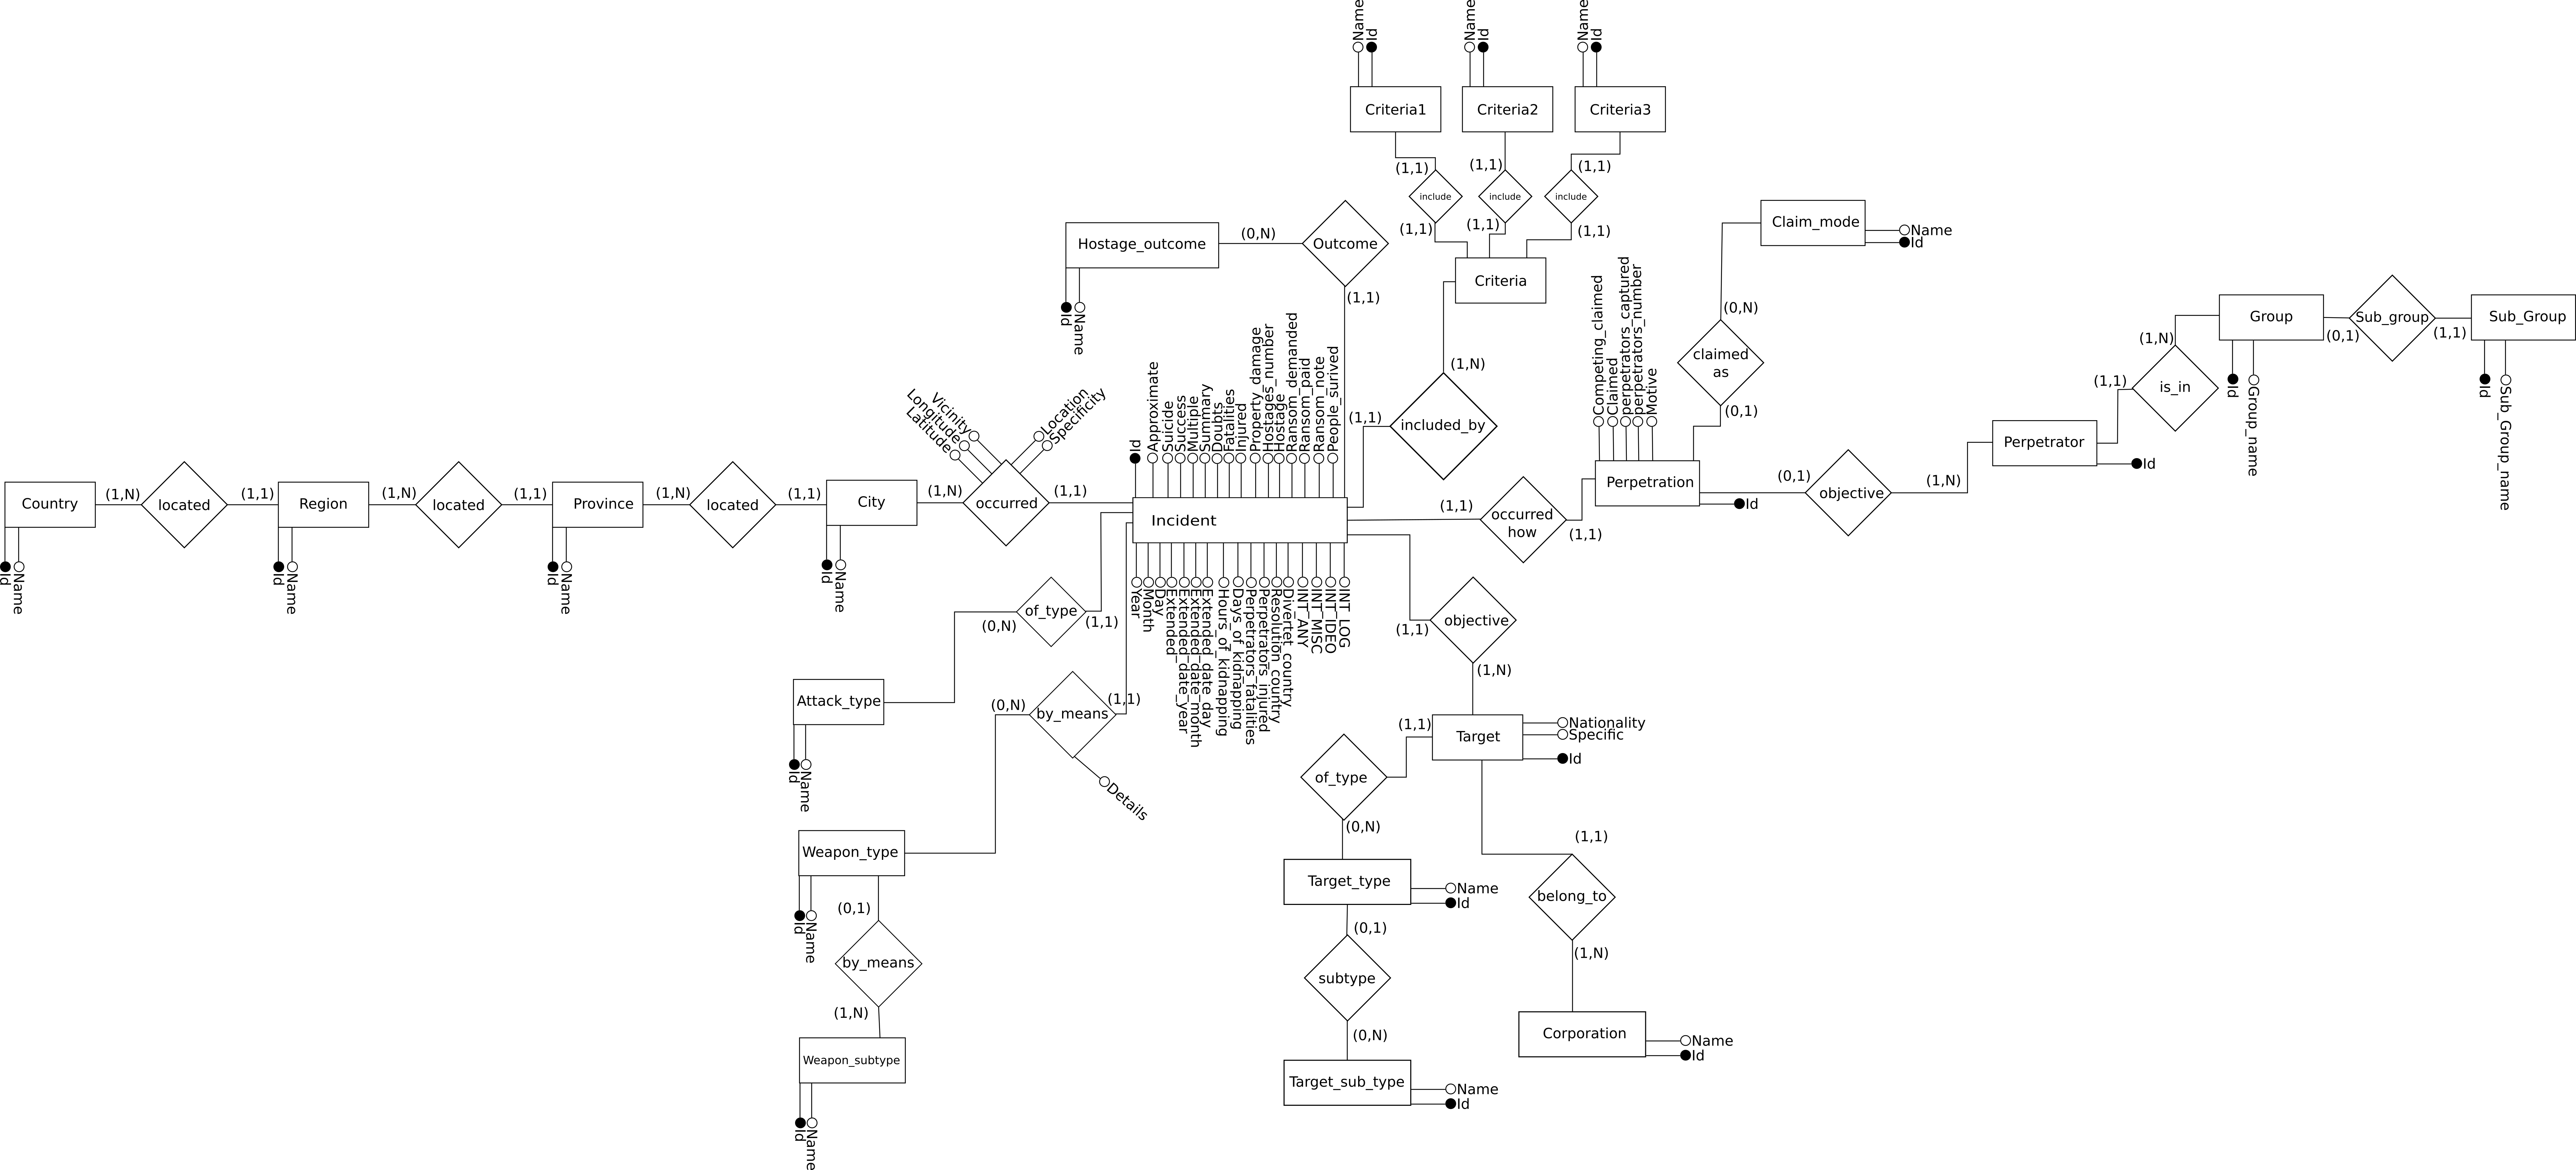 Name
Id
Name
Id
Name
Id
Criteria1
Criteria2
Criteria3
(1,1)
(1,1)
(1,1)
include
include
include
(1,1)
(1,1)
(1,1)
Criteria
Hostage_outcome
(0,N)
Outcome
(1,1)
Id
Name
Claim_mode
Name
Id
(0,N)
claimed
as
(0,1)
(1,N)
included_by
(1,1)
Competing_claimed
Claimed
perpetrators_captured
perpetrators_number
Motive
Perpetration
Id
(0,1)
objective
(1,N)
Perpetrator
Id
(1,1)
is_in
(1,N)
Group
Id
Group_name
(0,1)
Sub_group
(1,1)
Sub_Group
Id
Sub_Group_name
Country
Id
Name
(1,N)
located
(1,1)
Region
Id
Name
(1,N)
located
(1,1)
Province
Id
Name
(1,N)
located
(1,1)
City
Id
Name
(1,N)
occurred
(1,1)
Latitude
Longitude
Vicinity
Location
Specificity
Id
Approximate
Suicide
Success
Multiple
Summary
Doubts
Fatalities
Injured
Property_damage
Hostages_number
Hostage
Ransom_demanded
Ransom_paid
Ransom_note
People_surived
Incident
(1,1)
occurred
how
(1,1)
Year
Month
Day
Extended
Extended_date_year
Extended_date_month
Extended_date_day
Hours_of_kidnapping
Days_of_kidnapping
Perpetrators_fatalities
Perpetrators_injured
Resolution_country
Divertet_country
INT_ANY
INT_MISC
INT_IDEO
INT_LOG
of_type
(0,N)
(1,1)
Attack_type
Id
Name
(0,N)
by_means
(1,1)
Details
Weapon_type
Id
Name
(0,1)
by_means
(1,N)
Weapon_subtype
Id
Name
(1,1)
objective
(1,N)
Target
Nationality
Specific
Id
(1,1)
of_type
(0,N)
Target_type
Name
Id
(0,1)
subtype
(0,N)
Target_sub_type
Name
Id
(1,1)
belong_to
(1,N)
Corporation
Name
Id